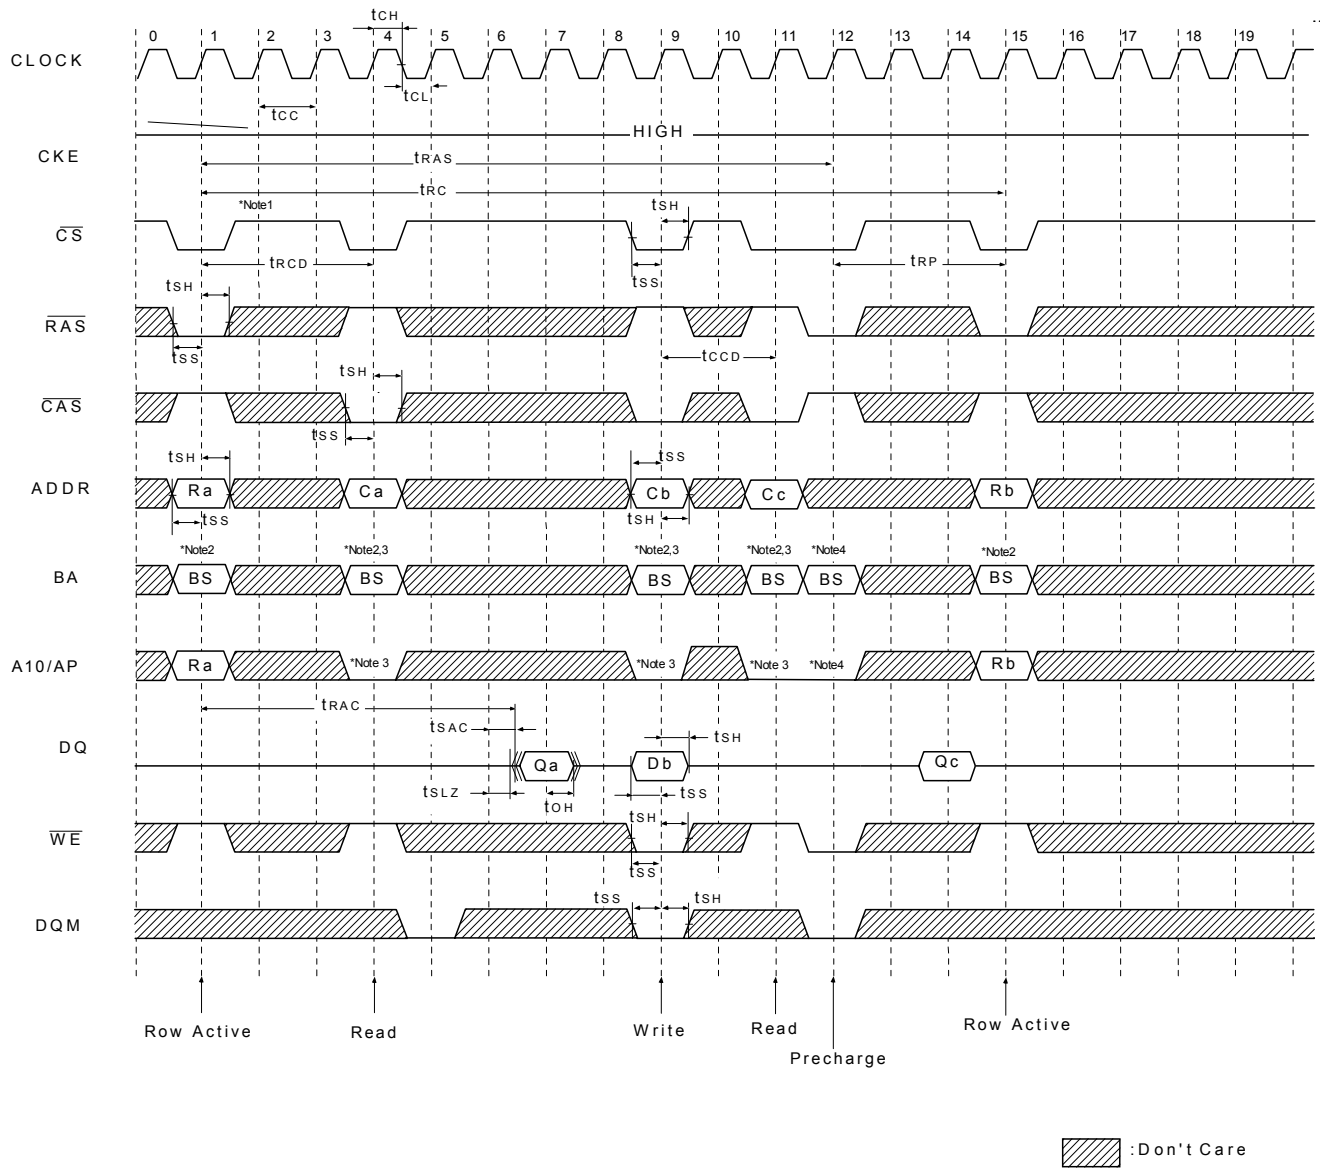 ..
tCH
0 1 2 3 4 5 6 7 8 9 10 11 12 13 14 15 16 17 18 19
CLOCK
tCL
tCC
HIGH
CKE
tRAS
tRC
*Note1
tSH
CS
tRCD
tRP
tSS
tSH
RAS
tSS
tCCD
tSH
CAS
tSS
tSH
tSS
ADDR
Ra Ca Cb Cc Rb
tSS
tSH
*Note2 *Note2,3 *Note2,3 *Note2,3 *Note4 *Note2
BA
BS BS BS BS BS BS
A10/AP
Ra *Note 3 *Note 3 *Note 3 *Note4 Rb
tRAC
tSAC
tSH
DQ
Qa Db Qc
tSLZ
tOH
tSS
tSH
WE
tSS
tSS
tSH
DQM
Row Active Read Write Read Row Active
Precharge
:Don't Care